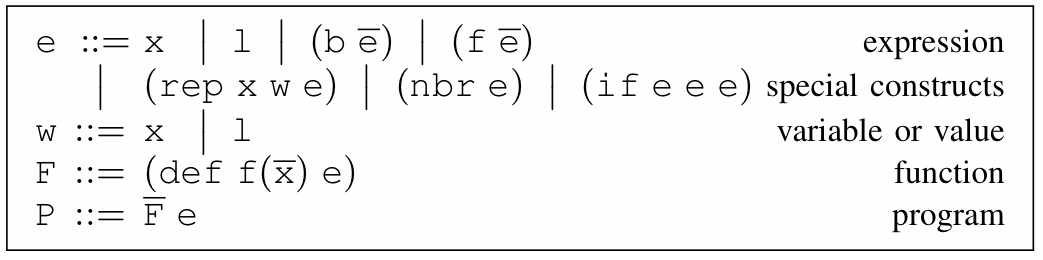 e ::= x | l | (b e̅) | (f e̅) expression
| (rep x w e) | (nbr e) | (if e e e) special constructs
w ::= x | l variable or value
F ::= (def f(x̅) e) function
P ::= F̅ e program